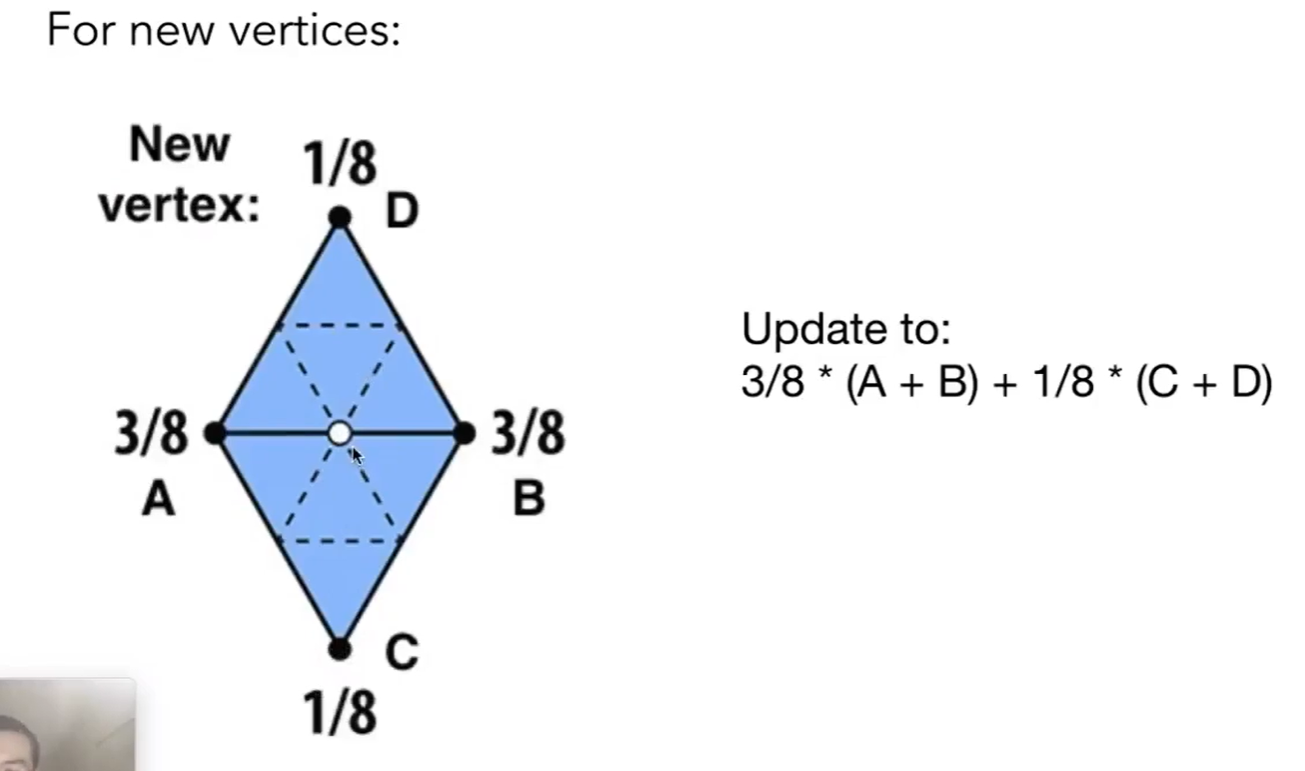 For new vertices:
New
vertex:
1/8
D
3/8
A
3/8
B
C
1/8
Update to:
3/8 * (A + B) + 1/8 * (C + D)